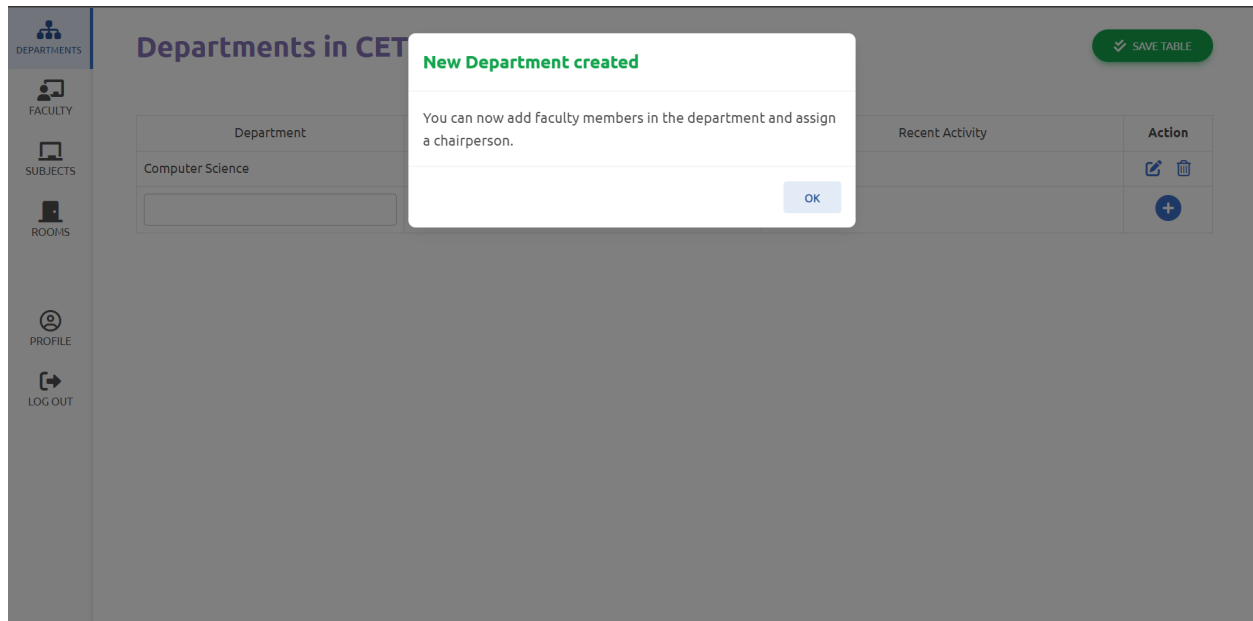 DEPARTMENTS
FACULTY
SUBJECTS
ROOMS
PROFILE
LOG OUT
Departments in CET
SAVE TABLE
New Department created
You can now add faculty members in the department and assign
a chairperson.
OK
Department
Recent Activity
Action
Computer Science